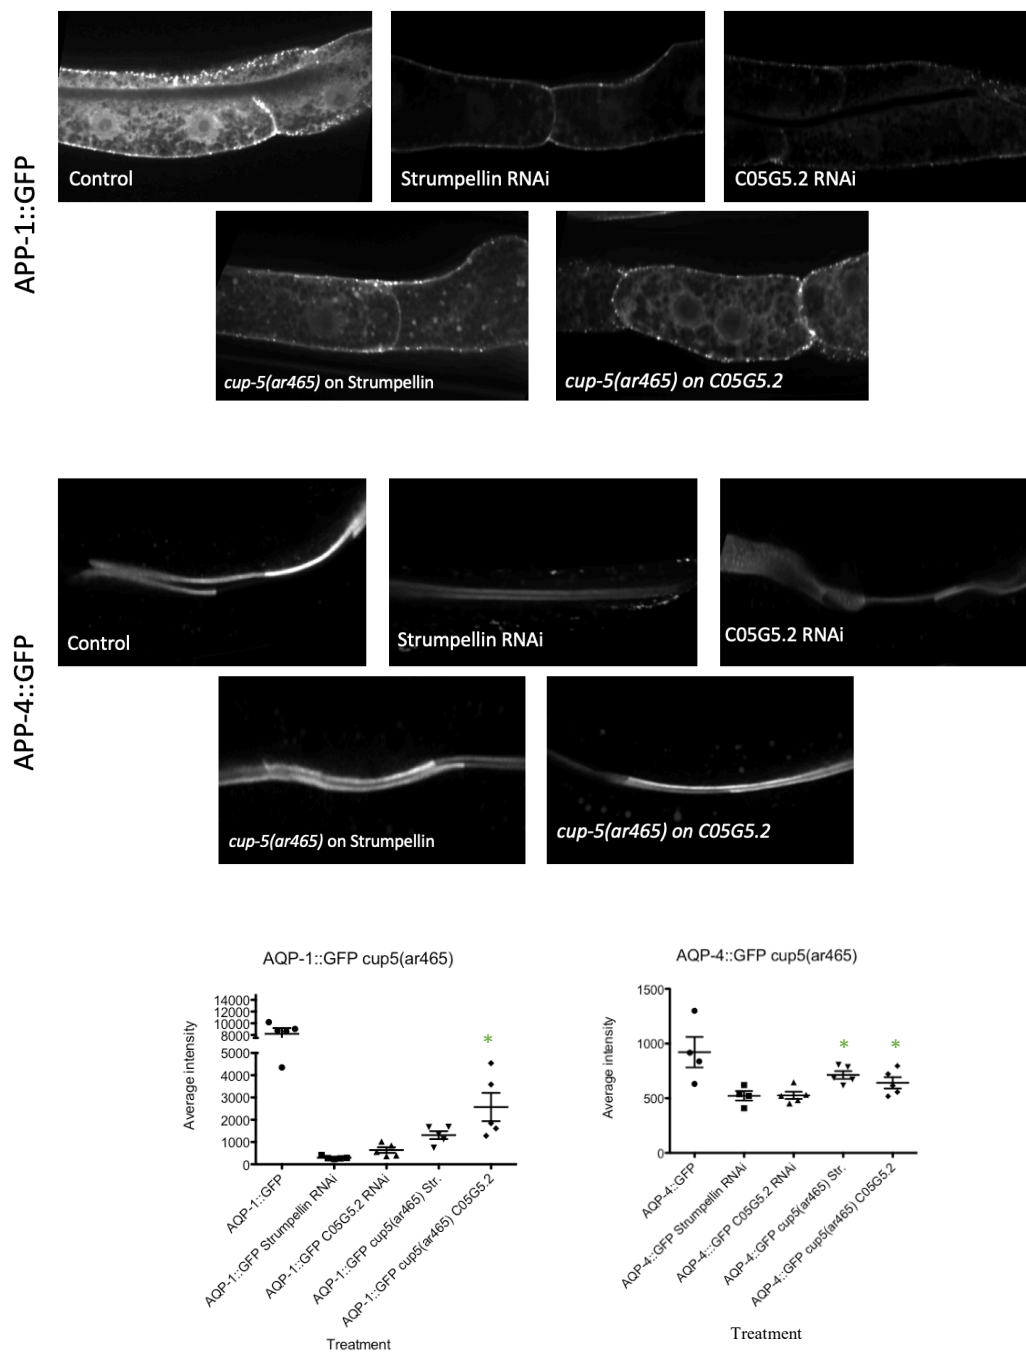 APP-1::GFP
Control
Strumpellin RNAi
C05G5.2 RNAi
cup-5(ar465) on Strumpellin
cup-5(ar465) on C05G5.2
APP-4::GFP
Control
Strumpellin RNAi
C05G5.2 RNAi
cup-5(ar465) on Strumpellin
cup-5(ar465) on C05G5.2
AQP-1::GFP cup5(ar465)
Average intensity
14000
12000
10000
8000
5000
4000
3000
2000
1000
0
*
AQP-1::GFP
AQP-1::GFP Strumpellin RNAi
AQP-1::GFP C05G5.2 RNAi
AQP-1::GFP cup5(ar465) Str.
AQP-1::GFP cup5(ar465) C05G5.2
Treatment
AQP-4::GFP cup5(ar465)
Average intensity
1500
1000
500
0
* *
AQP-4::GFP
AQP-4::GFP Strumpellin RNAi
AQP-4:::GFP C05G5.2 RNAi
AQP-4::GFP cup5(ar465) Str.
AQP-4::GFP cup5(ar465) C05G5.2
Treatment